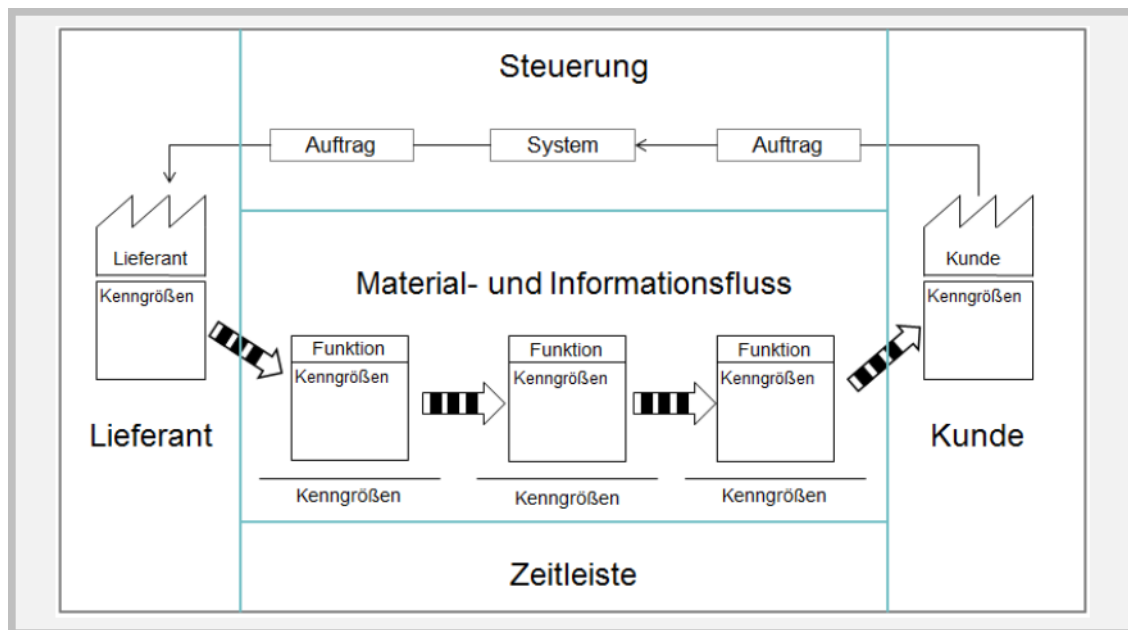 Steuerung
Auftrag
System
Auftrag
Lieferant
Kenngrößen
Lieferant
Material- und Informationsfluss
Funktion
Kenngrößen
Funktion
Kenngrößen
Funktion
Kenngrößen
Kenngrößen
Kenngrößen
Kenngrößen
Kunde
Kenngrößen
Kunde
Zeitleiste